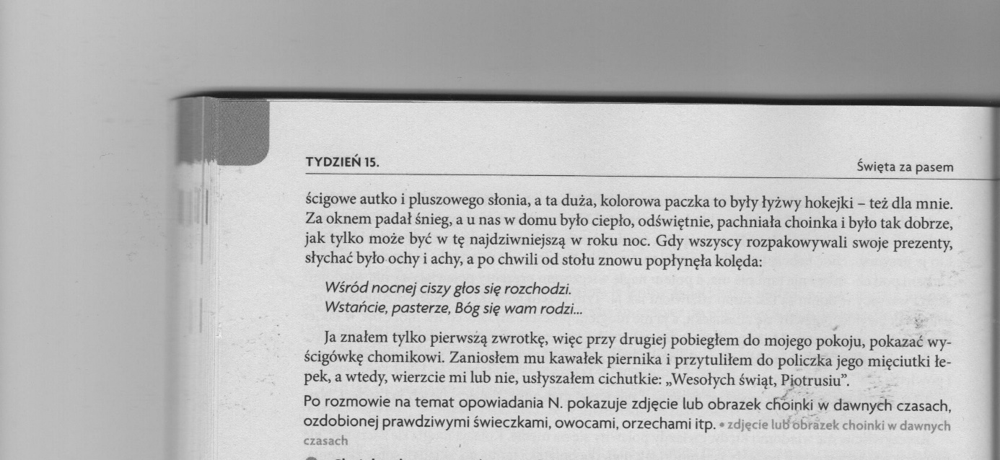 TYDZIEŃ 15.
Święta za pasem
ścigowe autko i pluszowego słonia, a ta duża, kolorowa paczka to były łyżwy hokejki – też dla mnie.
Za oknem padał śnieg, a u nas w domu było ciepło, odświętnie, pachniała choinka i było tak dobrze,
jak tylko może być w tę najdziwniejszą w roku noc. Gdy wszyscy rozpakowywali swoje prezenty,
słychać było ochy i achy, a po chwili od stołu znowu popłynęła kolęda:
Wśród nocnej ciszy głos się rozchodzi.
Wstańcie, pasterze, Bóg się wam rodzi...
Ja znałem tylko pierwszą zwrotkę, więc przy drugiej pobiegłem do mojego pokoju, pokazać wy-
ścigówkę chomikowi. Zaniosłem mu kawałek piernika i przytuliłem do policzka jego mięciutki łe-
pek, a wtedy, wierzcie mi lub nie, usłyszałem cichutkie: „Wesołych świąt, Piotrusiu”.
Po rozmowie na temat opowiadania N. pokazuje zdjęcie lub obrazek choinki w dawnych czasach,
ozdobionej prawdziwymi świeczkami, owocami, orzechami itp. • zdjęcie lub obrazek choinki w dawnych
czasach